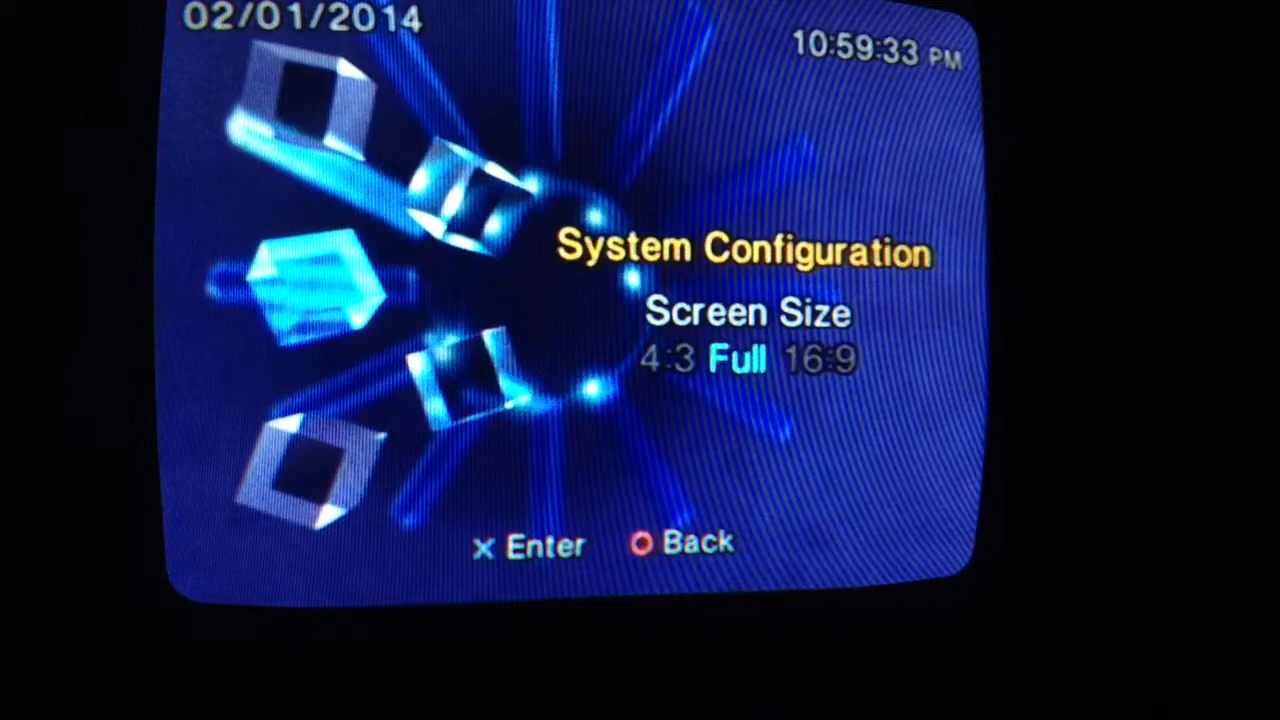 02/01/2014
10:59:33 PM
System Configuration
Screen Size
4:3 Full 16:9
X Enter O Back